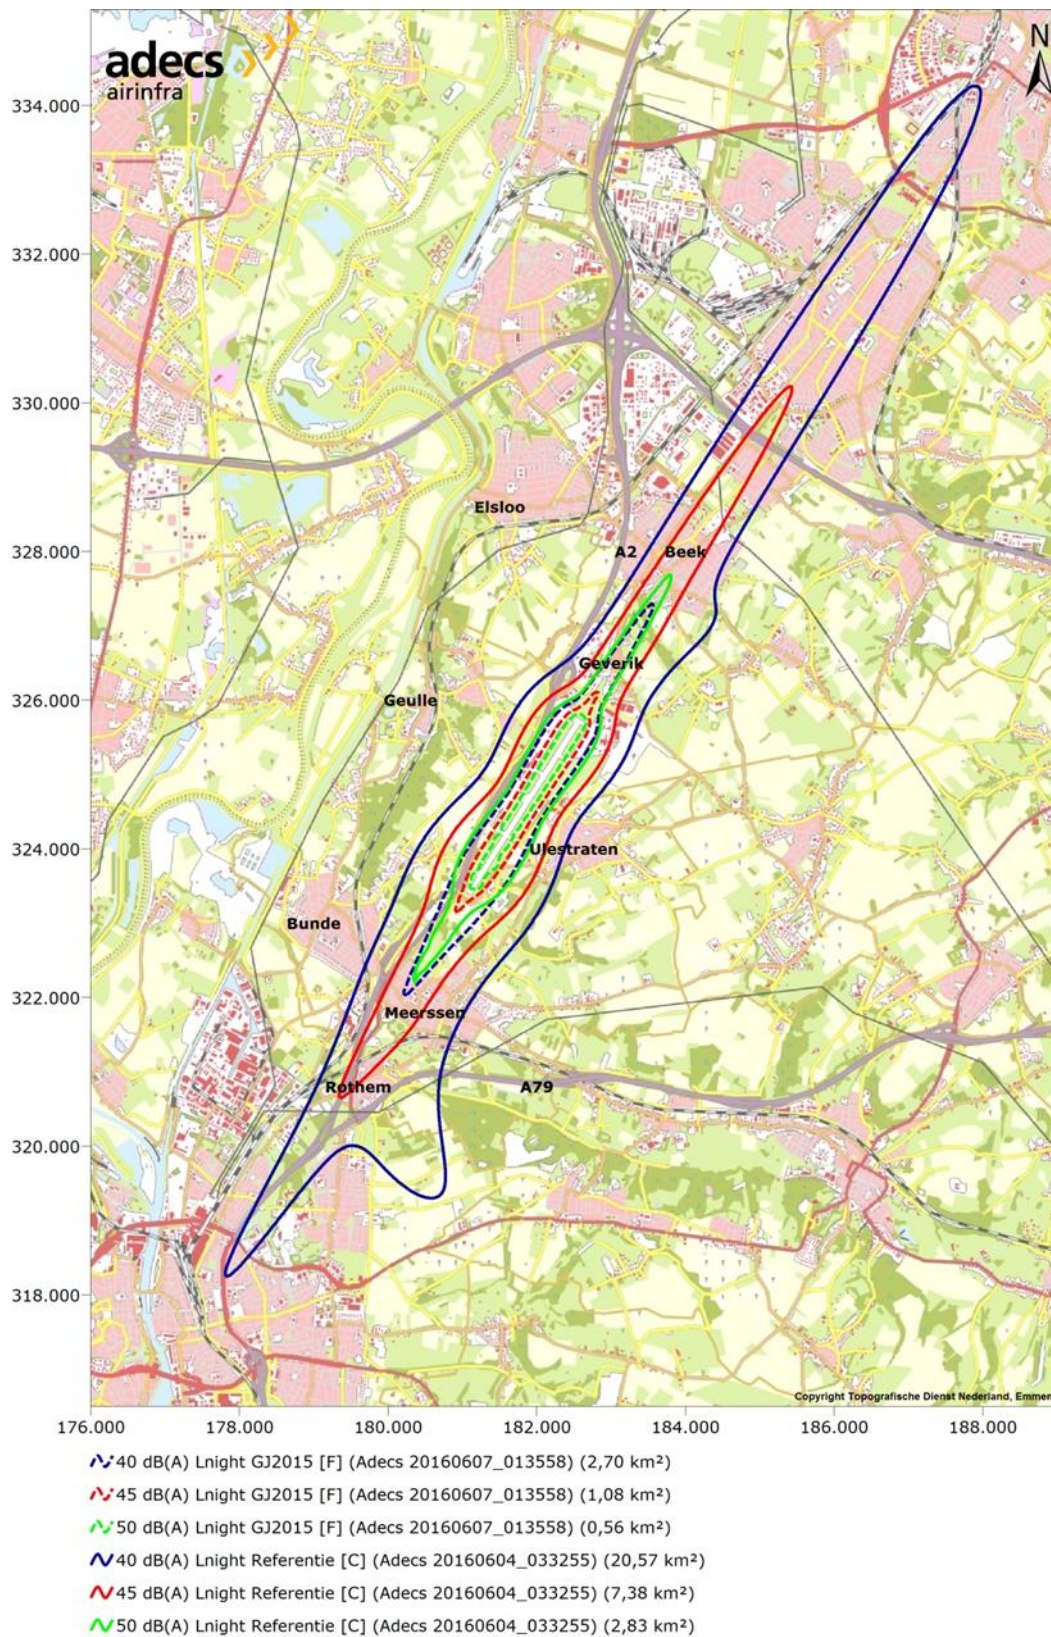 adecs
airinfra
N
334.000
332.000
330.000
328.000
326.000
324.000
322.000
320.000
318.000
Elsloo
A2 Beek
Geverik
Geulle
Ulestraten
Bunde
Meerssen
Rothem A79
Copyright Topografische Dienst Nederland, Emmen
176.000 178.000 180.000 182.000 184.000 186.000 188.000
40 dB(A) Lnight GJ2015 [F] (Adecs 20160607_013558) (2,70 km²)
45 dB(A) Lnight GJ2015 [F] (Adecs 20160607_013558) (1,08 km²)
50 dB(A) Lnight GJ2015 [F] (Adecs 20160607_013558) (0,56 km²)
40 dB(A) Lnight Referentie [C] (Adecs 20160604_033255) (20,57 km²)
45 dB(A) Lnight Referentie [C] (Adecs 20160604_033255) (7,38 km²)
50 dB(A) Lnight Referentie [C] (Adecs 20160604_033255) (2,83 km²)